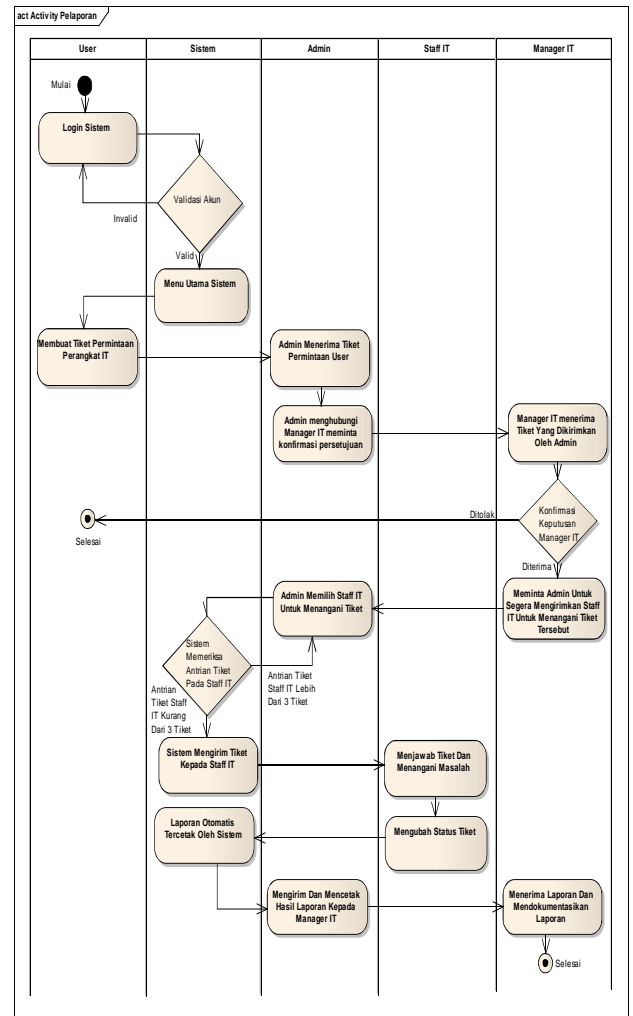 act Activity Pelaporan
User
Sistem
Admin
Staff IT
Manager IT
Mulai
Login Sistem
Validasi Akun
Invalid
Valid
Menu Utama Sistem
Membuat Tiket Permintaan
Perangkat IT
Admin Menerima Tiket
Permintaan User
Admin menghubungi
Manager IT meminta
konfirmasi persetujuan
Manager IT menerima
Tiket Yang Dikirimkan
Oleh Admin
Konfirmasi
Keputusan
Manager IT
Ditolak
Selesai
Diterima
Meminta Admin Untuk
Segera Mengirimkan Staff
IT Untuk Menangani Tiket
Tersebut
Admin Memilih Staff IT
Untuk Menangani Tiket
Sistem
Memeriksa
Antrian Tiket
Pada Staff IT
Antrian Tiket
Staff IT Lebih
Dari 3 Tiket
Antrian
Tiket Staff
IT Kurang
Dari 3 Tiket
Sistem Mengirim Tiket
Kepada Staff IT
Menjawab Tiket Dan
Menangani Masalah
Mengubah Status Tiket
Laporan Otomatis
Tercetak Oleh Sistem
Mengirim Dan Mencetak
Hasil Laporan Kepada
Manager IT
Menerima Laporan Dan
Mendokumentasikan
Laporan
Selesai